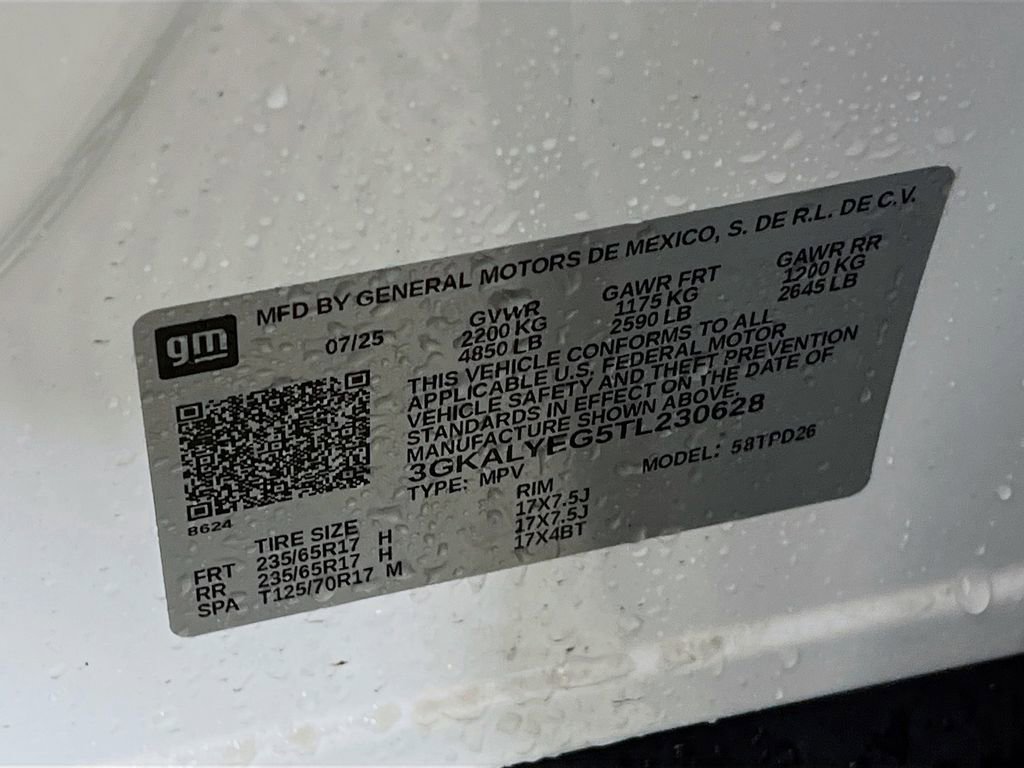 MFD BY GENERAL MOTORS DE MEXICO, S. DE R.L. DE C.V.
gm
07/25
GVWR GAWR FRT GAWR RR
2200 KG 1175 KG 1200 KG
4850 LB 2590 LB 2645 LB
THIS VEHICLE CONFORMS TO ALL
APPLICABLE U.S. FEDERAL MOTOR
VEHICLE SAFETY AND THEFT PREVENTION
STANDARDS IN EFFECT ON THE DATE OF
MANUFACTURE SHOWN ABOVE.
3GKALYEG5TL230628
TYPE: MPV MODEL: 58TPD26
8624
TIRE SIZE RIM
FRT 235/65R17 H 17X7.5J
RR 235/65R17 H 17X7.5J
SPA T125/70R17 M 17X4BT